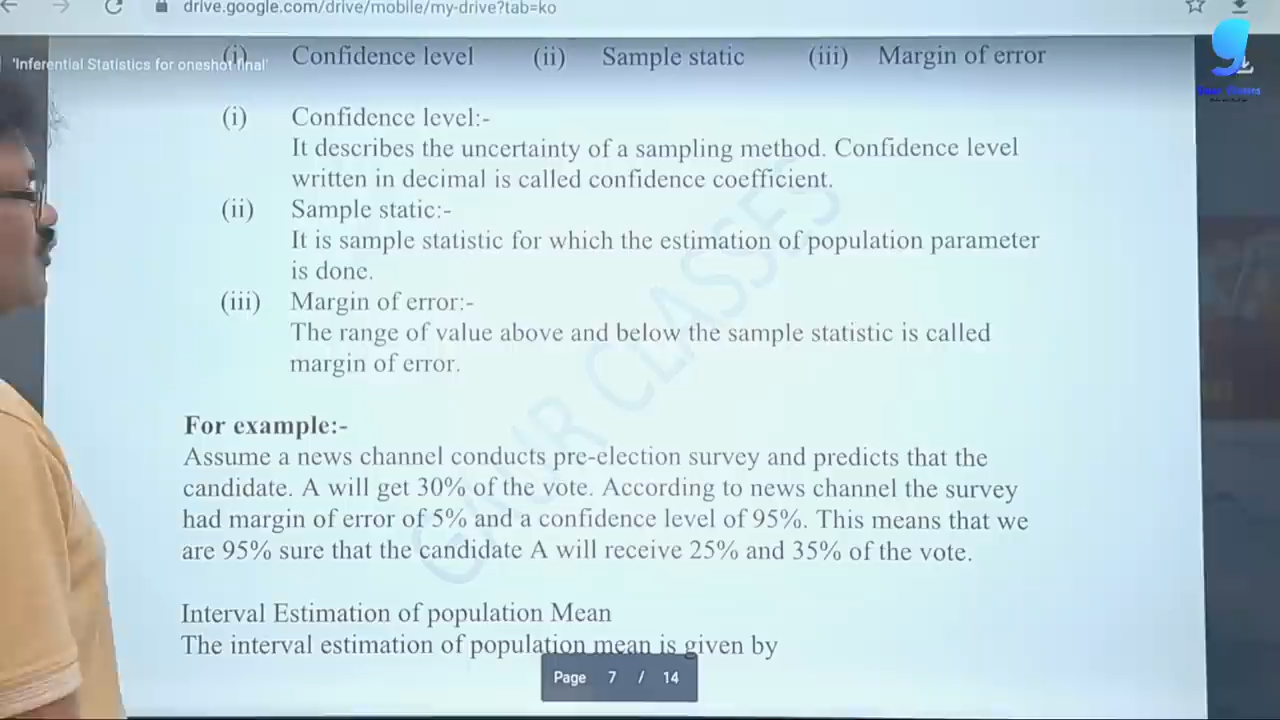 drive.google.com/drive/mobile/my-drive?tab=ko
'Inferential Statistics for oneshot final'
(i) Confidence level (ii) Sample static (iii) Margin of error
(i) Confidence level:-
It describes the uncertainty of a sampling method. Confidence level
written in decimal is called confidence coefficient.
(ii) Sample static:-
It is sample statistic for which the estimation of population parameter
is done.
(iii) Margin of error:-
The range of value above and below the sample statistic is called
margin of error.
GAUR CLASSES
For example:-
Assume a news channel conducts pre-election survey and predicts that the
candidate. A will get 30% of the vote. According to news channel the survey
had margin of error of 5% and a confidence level of 95%. This means that we
are 95% sure that the candidate A will receive 25% and 35% of the vote.
Interval Estimation of population Mean
The interval estimation of population mean is given by
Page 7 / 14